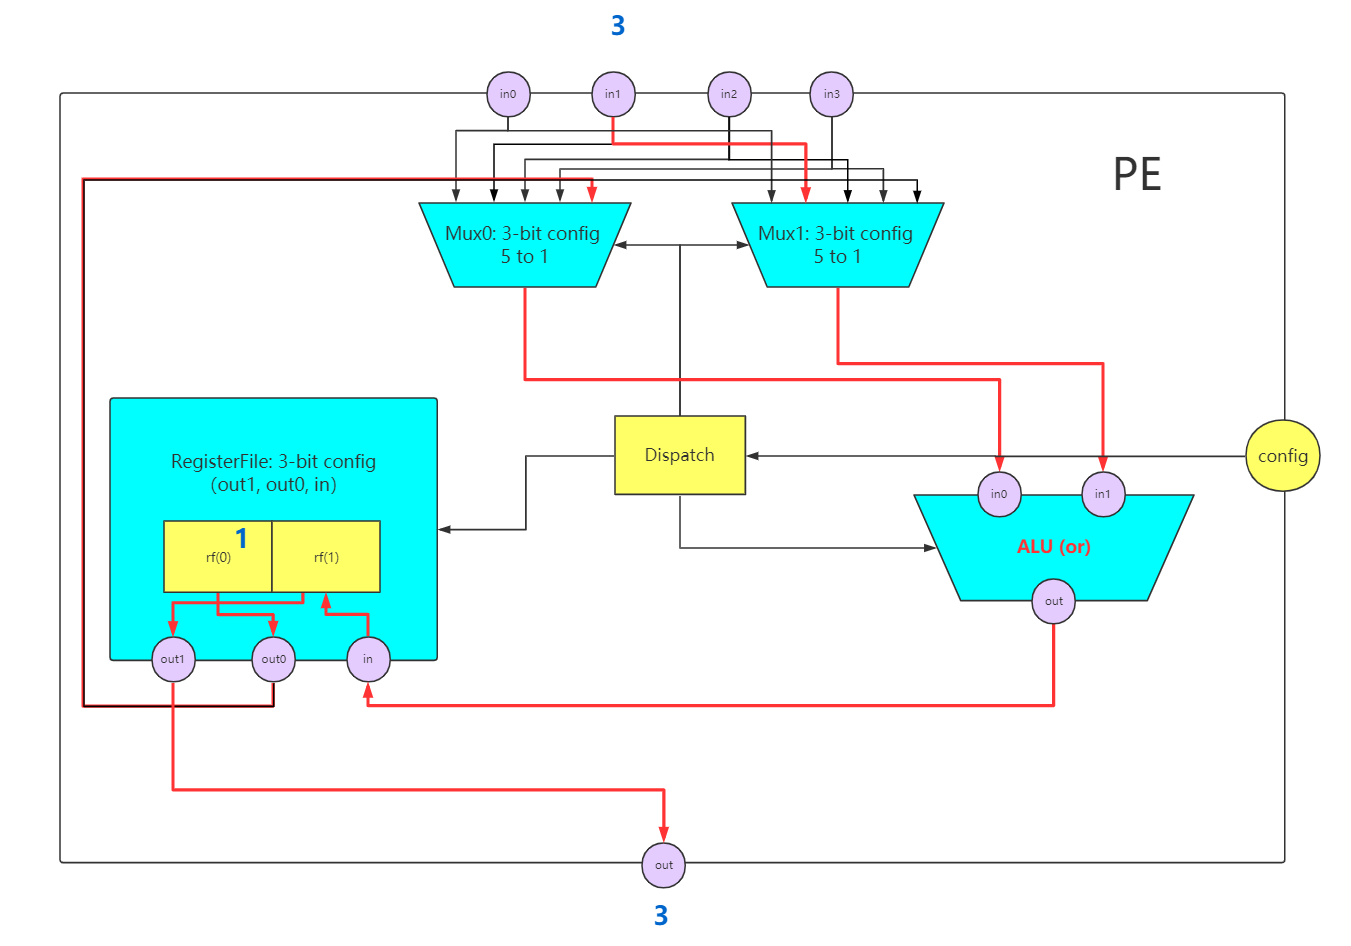 3
in0
in1
in2
in3
PE
Mux0: 3-bit config
5 to 1
Mux1: 3-bit config
5 to 1
RegisterFile: 3-bit config
(out1, out0, in)
Dispatch
config
in0
in1
ALU (or)
1
rf(0)
rf(1)
out
out1
out0
in
out
3